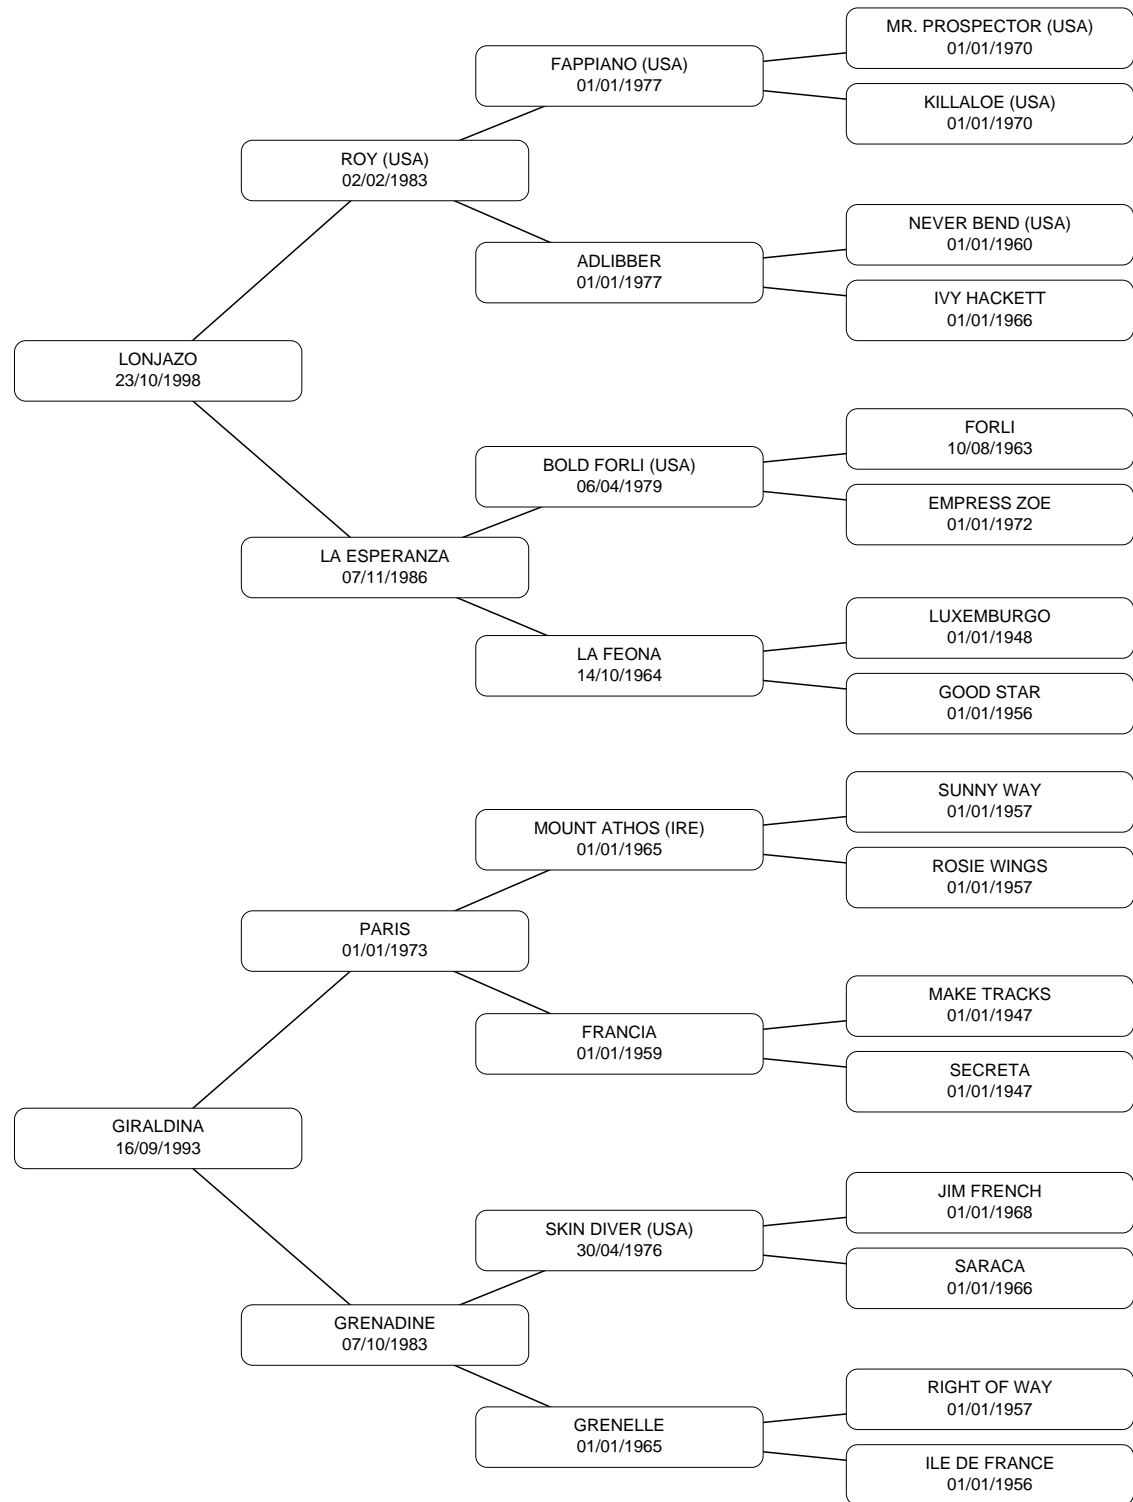 MR. PROSPECTOR (USA)
01/01/1970
FAPPIANO (USA)
01/01/1977
KILLALOE (USA)
01/01/1970
ROY (USA)
02/02/1983
NEVER BEND (USA)
01/01/1960
ADLIBBER
01/01/1977
IVY HACKETT
01/01/1966
LONJAZO
23/10/1998
FORLI
10/08/1963
BOLD FORLI (USA)
06/04/1979
EMPRESS ZOE
01/01/1972
LA ESPERANZA
07/11/1986
LUXEMBURGO
01/01/1948
LA FEONA
14/10/1964
GOOD STAR
01/01/1956
SUNNY WAY
01/01/1957
MOUNT ATHOS (IRE)
01/01/1965
ROSIE WINGS
01/01/1957
PARIS
01/01/1973
MAKE TRACKS
01/01/1947
FRANCIA
01/01/1959
SECRETA
01/01/1947
GIRALDINA
16/09/1993
JIM FRENCH
01/01/1968
SKIN DIVER (USA)
30/04/1976
SARACA
01/01/1966
GRENADINE
07/10/1983
RIGHT OF WAY
01/01/1957
GRENELLE
01/01/1965
ILE DE FRANCE
01/01/1956